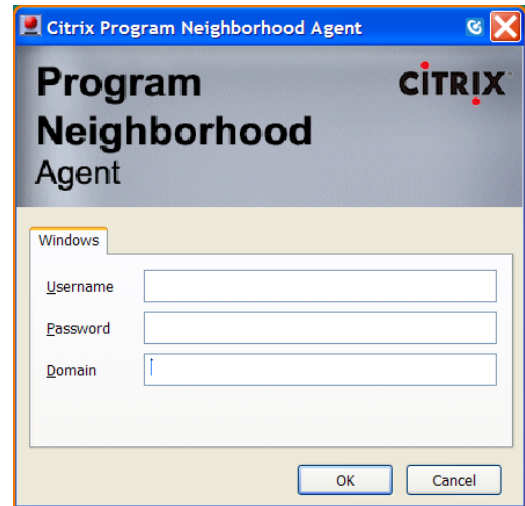 Citrix Program Neighborhood Agent
Program
Neighborhood
Agent
CITRIX
Windows
Username
Password
Domain
OK
Cancel